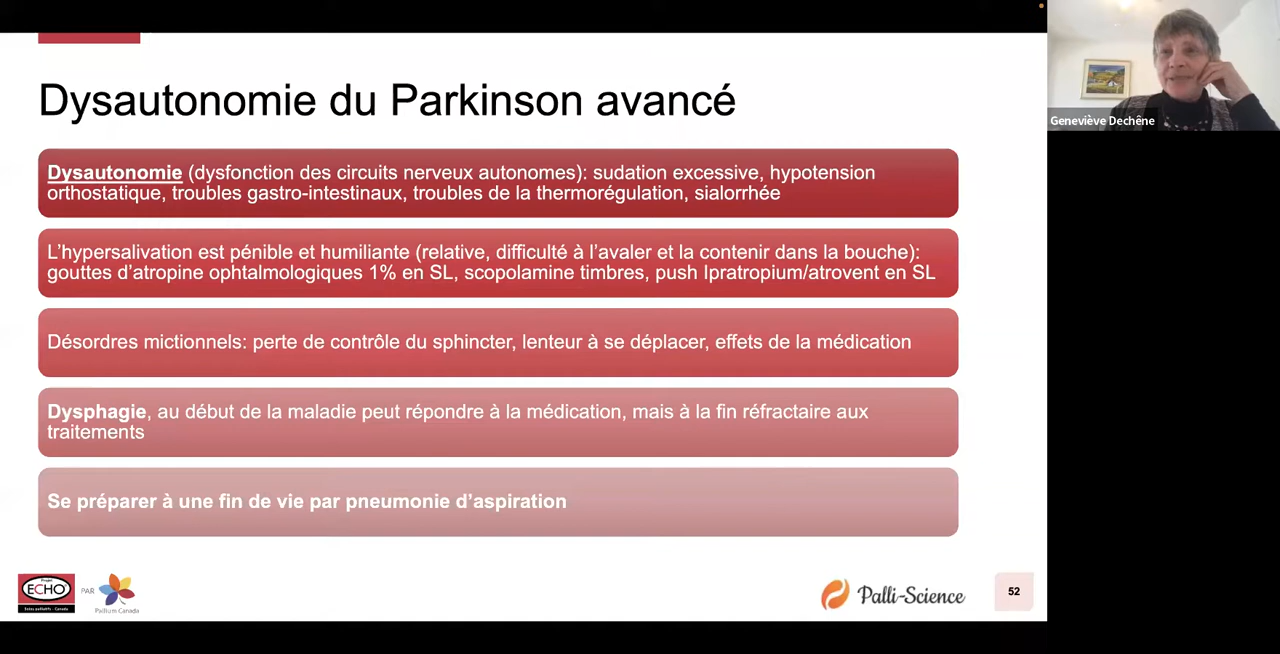 Dysautonomie du Parkinson avancé
Dysautonomie (dysfonction des circuits nerveux autonomes): sudation excessive, hypotension
orthostatique, troubles gastro-intestinaux, troubles de la thermorégulation, sialorrhée
L’hypersalivation est pénible et humiliante (relative, difficulté à l’avaler et la contenir dans la bouche):
gouttes d’atropine ophtalmologiques 1% en SL, scopolamine timbres, push Ipratropium/atrovent en SL
Désordres mictionnels: perte de contrôle du sphincter, lenteur à se déplacer, effets de la médication
Dysphagie, au début de la maladie peut répondre à la médication, mais à la fin réfractaire aux
traitements
Se préparer à une fin de vie par pneumonie d’aspiration
Geneviève Dechêne
Projet
ECHO
Soins palliatifs · Canada
PAR
Pallium Canada
Palli-Science
52